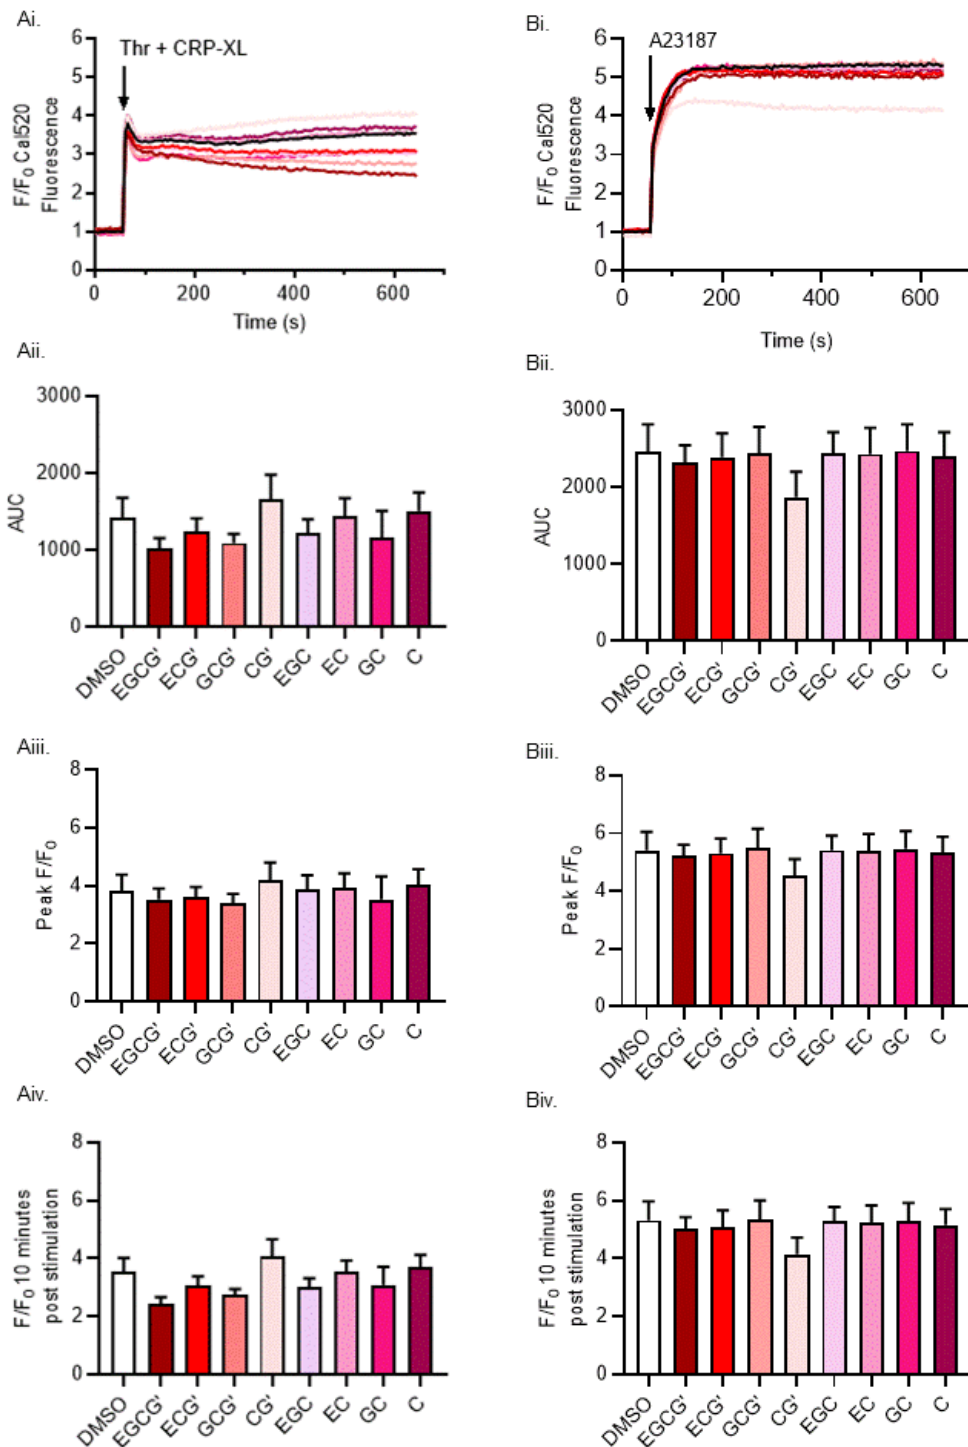 Ai.
6
5
4
3
2
1
0
F/F₀ Cal520
Fluorescence
Thr + CRP-XL
0 200 400 600
Time (s)
Bi.
6
5
4
3
2
1
0
F/F₀ Cal520
Fluorescence
A23187
0 200 400 600
Time (s)
Aii.
3000
2000
1000
0
AUC
DMSO EGCG' ECG' GCG' CG' EGC EC GC C
Bii.
3000
2000
1000
0
AUC
DMSO EGCG' ECG' GCG' CG' EGC EC GC C
Aiii.
8
6
4
2
0
Peak F/F₀
DMSO EGCG' ECG' GCG' CG' EGC EC GC C
Biii.
8
6
4
2
0
Peak F/F₀
DMSO EGCG' ECG' GCG' CG' EGC EC GC C
Aiv.
8
6
4
2
0
F/F₀ 10 minutes
post stimulation
DMSO EGCG' ECG' GCG' CG' EGC EC GC C
Biv.
8
6
4
2
0
F/F₀ 10 minutes
post stimulation
DMSO EGCG' ECG' GCG' CG' EGC EC GC C